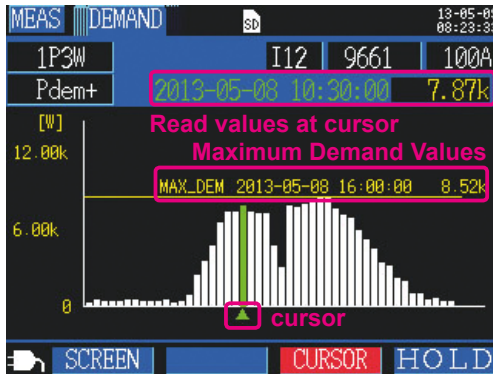 MEAS DEMAND SD 13-05-0
08:23:3
1P3W I12 9661 100A
Pdem+ 2013-05-08 10:30:00 7.87k
[W] Read values at cursor
12.00k Maximum Demand Values
MAX_DEM 2013-05-08 16:00:00 8.52k
6.00k
0
cursor
SCREEN CURSOR HOLD